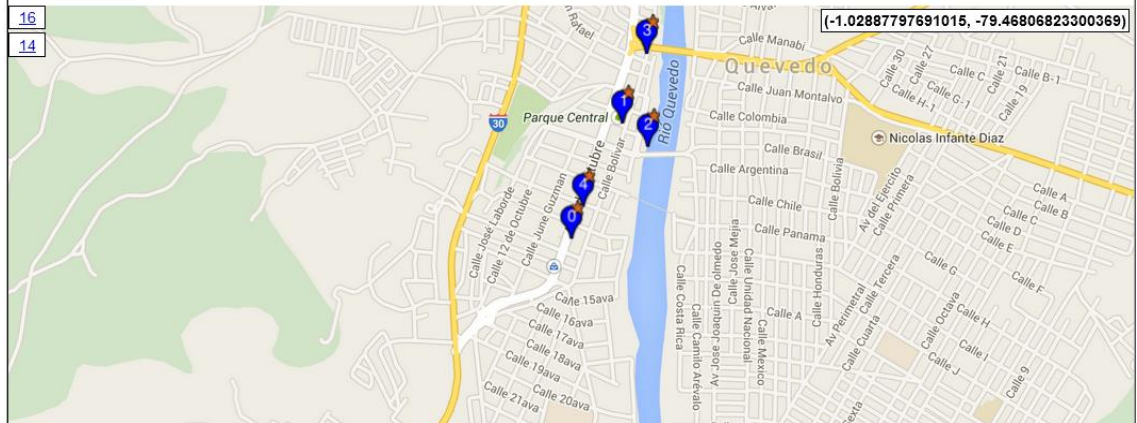 16
14
(-1.02887797691015, -79.46806823300369)
n Rafael
3
Calle Manabi
Quevedo
Calle 30
Calle 27
Calle C
Calle 21
Calle B-1
Calle H-1
Calle G-1
Calle 19
Calle Juan Montalvo
1
Parque Central
30
2
Rio Quevedo
Calle Colombia
Nicolas Infante Diaz
Calle Brasil
Calle Argentina
Calle Bolivar
tubre
4
0
Calle Bolivia
Av del Ejercito
Calle Primera
Calle A
Calle B
Calle C
Calle D
Calle E
Calle Chile
Calle Panama
Calle José Laborde
Calle 12 de Octubre
Calle June Guzman
Calle Jose Mejia
Calle Unidad Nacional
Av Jose Joaquin De olmedo
Calle Honduras
Calle Tercera
Calle G
Calle F
Calle 15ava
Calle 16ava
Calle 17ava
Calle 18ava
Calle 19ava
Calle 20ava
Calle 21ava
Calle Costa Rica
Calle Camilo Arévalo
Calle Mexico
Calle A
Av Perimetral
Calle Cuarta
Calle Octava
Calle H
Calle I
Calle J
Calle 9
Sexta